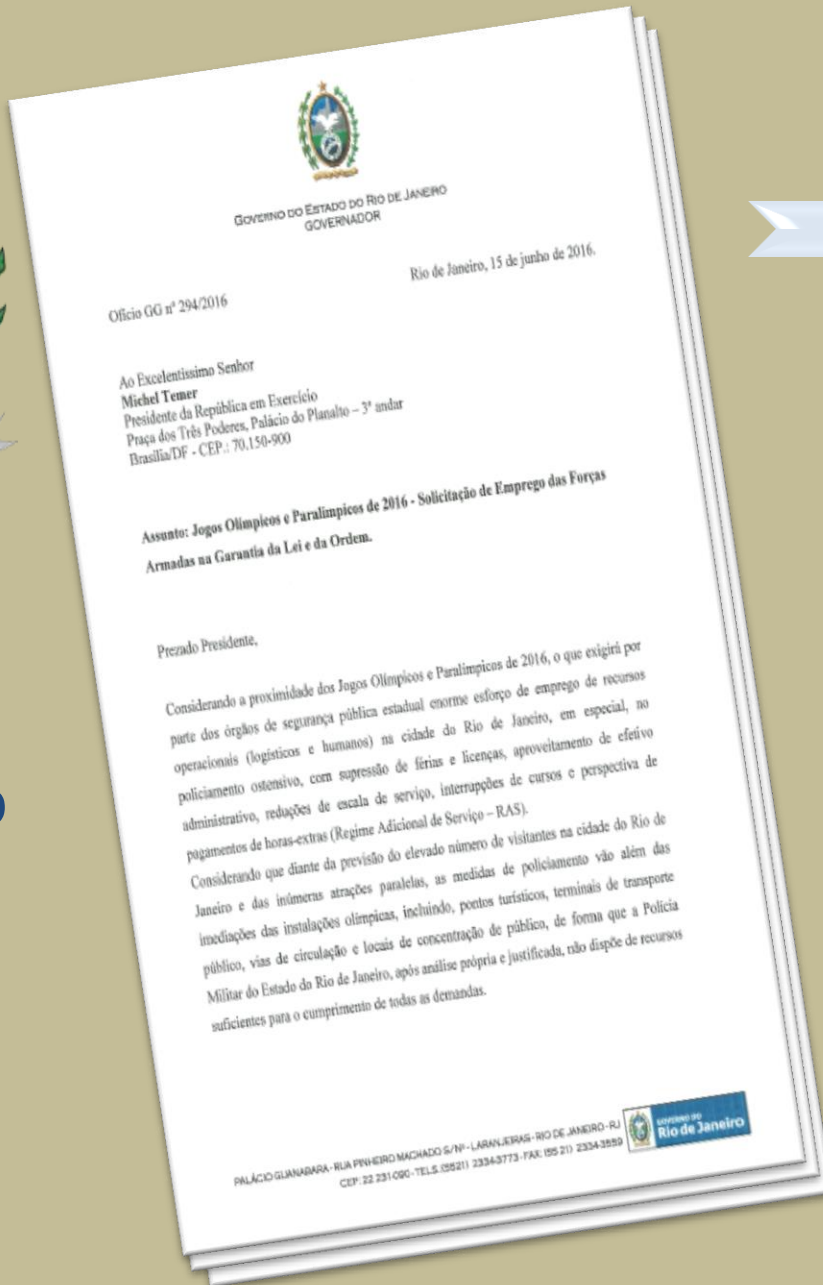 GOVERNO DO ESTADO DO RIO DE JANEIRO
GOVERNADOR
Rio de Janeiro, 15 de junho de 2016.
Ofício GG nº 294/2016
Ao Excelentíssimo Senhor
Michel Temer
Presidente da República em Exercício
Praça dos Três Poderes, Palácio do Planalto – 3º andar
Brasília/DF - CEP.: 70.150-900
Assunto: Jogos Olímpicos e Paralímpicos de 2016 - Solicitação de Emprego das Forças
Armadas na Garantia da Lei e da Ordem.
Prezado Presidente,
Considerando a proximidade dos Jogos Olímpicos e Paralímpicos de 2016, o que exigirá por
parte dos órgãos de segurança pública estadual enorme esforço de emprego de recursos
operacionais (logísticos e humanos) na cidade do Rio de Janeiro, em especial, no
policiamento ostensivo, com supressão de férias e licenças, aproveitamento de efetivo
administrativo, reduções de escala de serviço, interrupções de cursos e perspectiva de
pagamentos de horas-extras (Regime Adicional de Serviço – RAS).
Considerando que diante da previsão do elevado número de visitantes na cidade do Rio de
Janeiro e das inúmeras atrações paralelas, as medidas de policiamento vão além das
imediações das instalações olímpicas, incluindo, pontos turísticos, terminais de transporte
público, vias de circulação e locais de concentração de público, de forma que a Polícia
Militar do Estado do Rio de Janeiro, após análise própria e justificada, não dispõe de recursos
suficientes para o cumprimento de todas as demandas.
PALÁCIO GUANABARA - RUA PINHEIRO MACHADO S/Nº - LARANJEIRAS - RIO DE JANEIRO - RJ
CEP: 22.231-090 - TELS. (5521) 2334-3773 - FAX: (55 21) 2334-3559
GOVERNO DO
Rio de Janeiro